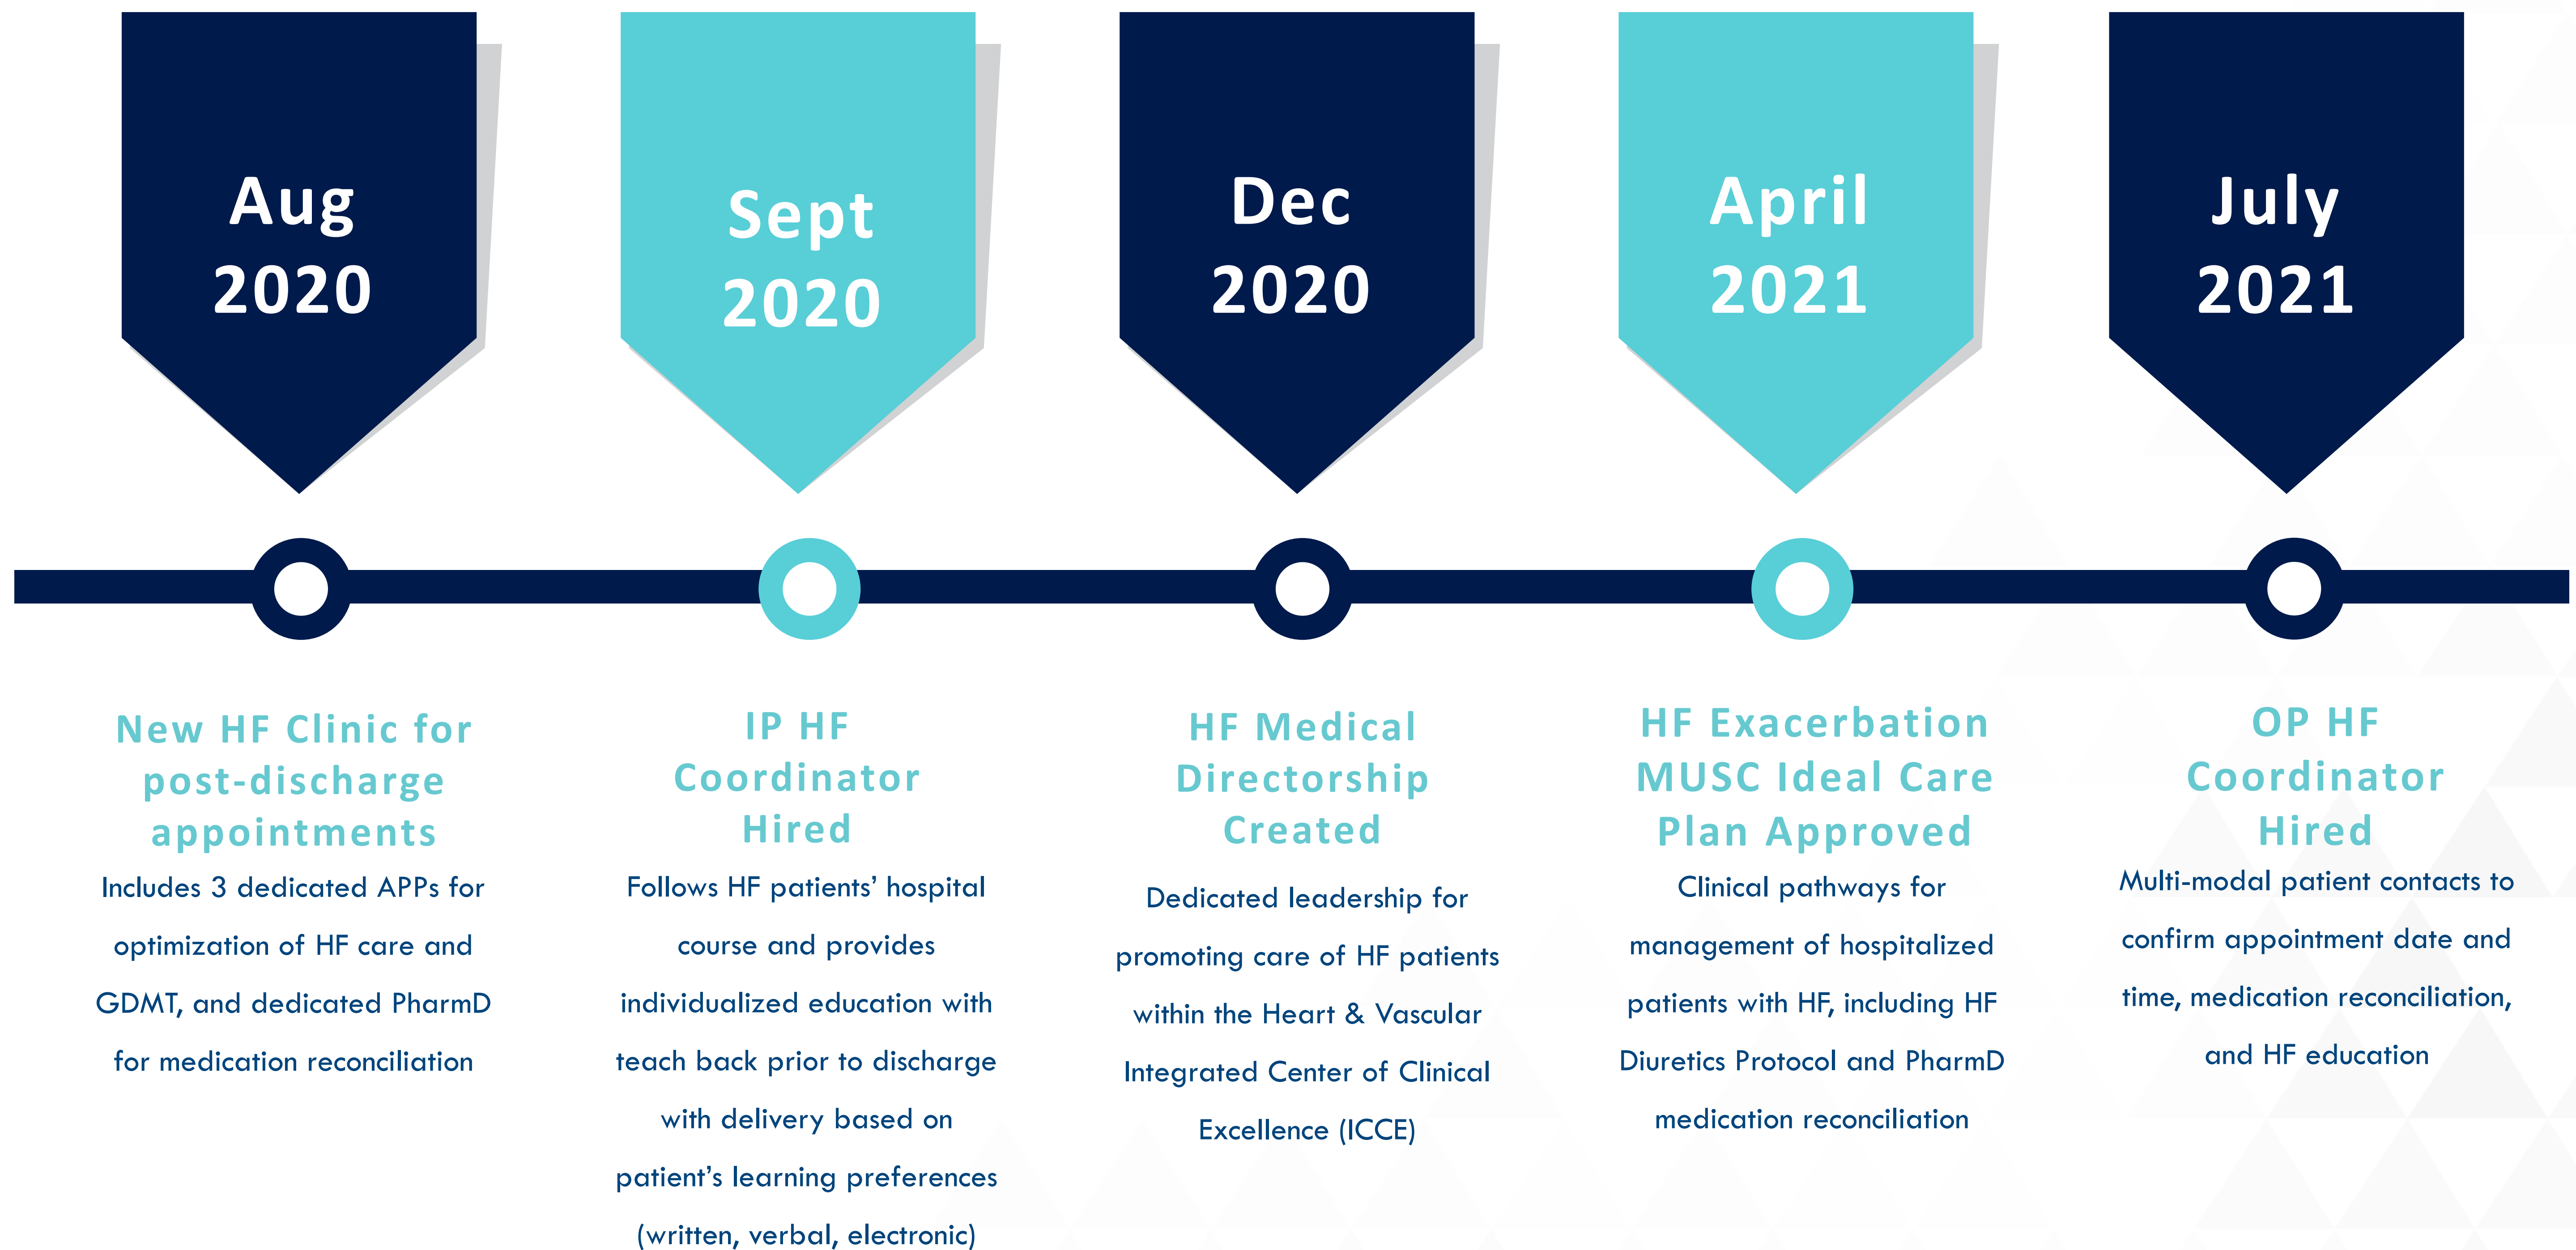 Aug
2020
Sept
2020
Dec
2020
April
2021
July
2021
New HF Clinic for
post-discharge
appointments
Includes 3 dedicated APPs for
optimization of HF care and
GDMT, and dedicated PharmD
for medication reconciliation
IP HF
Coordinator
Hired
Follows HF patients’ hospital
course and provides
individualized education with
teach back prior to discharge
with delivery based on
patient’s learning preferences
(written, verbal, electronic)
HF Medical
Directorship
Created
Dedicated leadership for
promoting care of HF patients
within the Heart & Vascular
Integrated Center of Clinical
Excellence (ICCE)
HF Exacerbation
MUSC Ideal Care
Plan Approved
Clinical pathways for
management of hospitalized
patients with HF, including HF
Diuretics Protocol and PharmD
medication reconciliation
OP HF
Coordinator
Hired
Multi-modal patient contacts to
confirm appointment date and
time, medication reconciliation,
and HF education